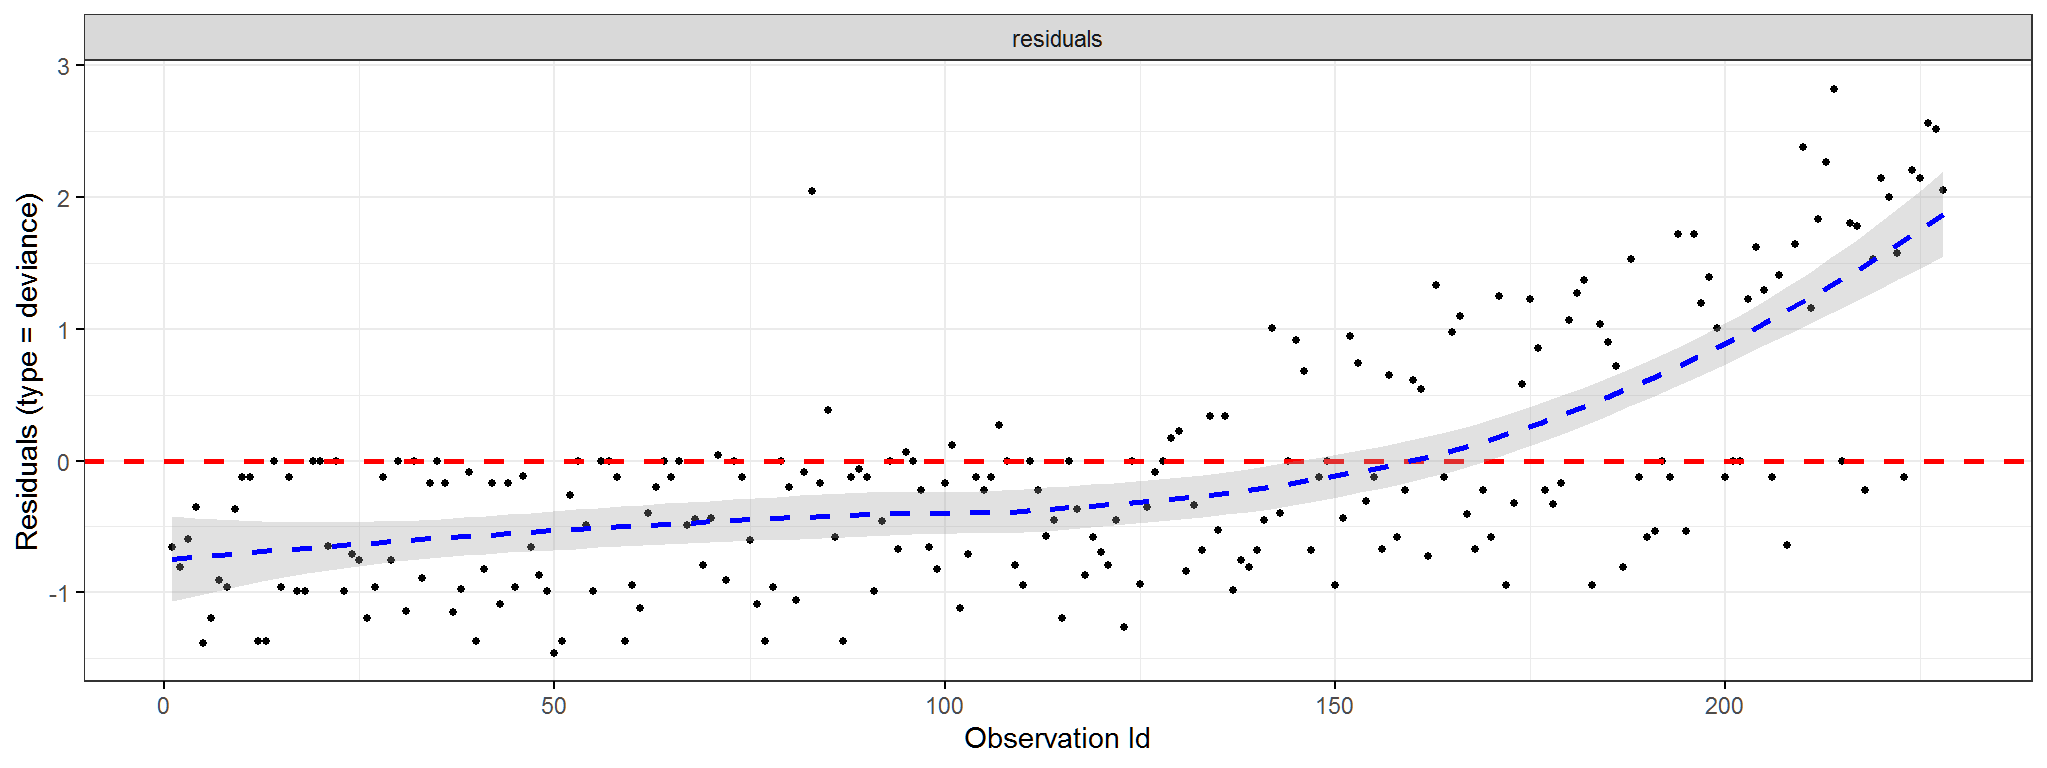 residuals
3
2
1
0
-1
Residuals (type = deviance)
0 50 100 150 200
Observation Id